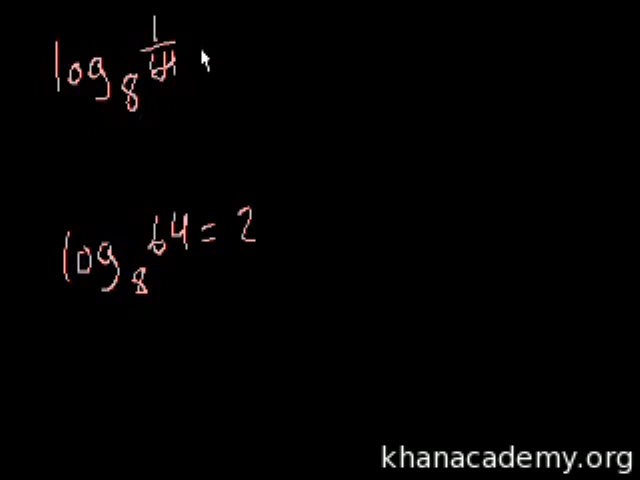 log₈ 1/64
log₈ 64 = 2
khanacademy.org